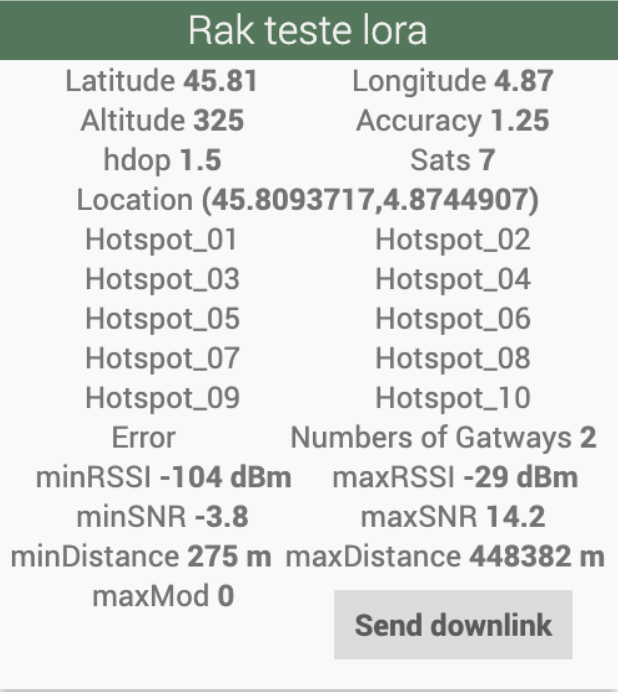 Rak teste lora
Latitude 45.81 Longitude 4.87
Altitude 325 Accuracy 1.25
hdop 1.5 Sats 7
Location (45.8093717,4.8744907)
Hotspot_01 Hotspot_02
Hotspot_03 Hotspot_04
Hotspot_05 Hotspot_06
Hotspot_07 Hotspot_08
Hotspot_09 Hotspot_10
Error Numbers of Gatways 2
minRSSI -104 dBm maxRSSI -29 dBm
minSNR -3.8 maxSNR 14.2
minDistance 275 m maxDistance 448382 m
maxMod 0
Send downlink